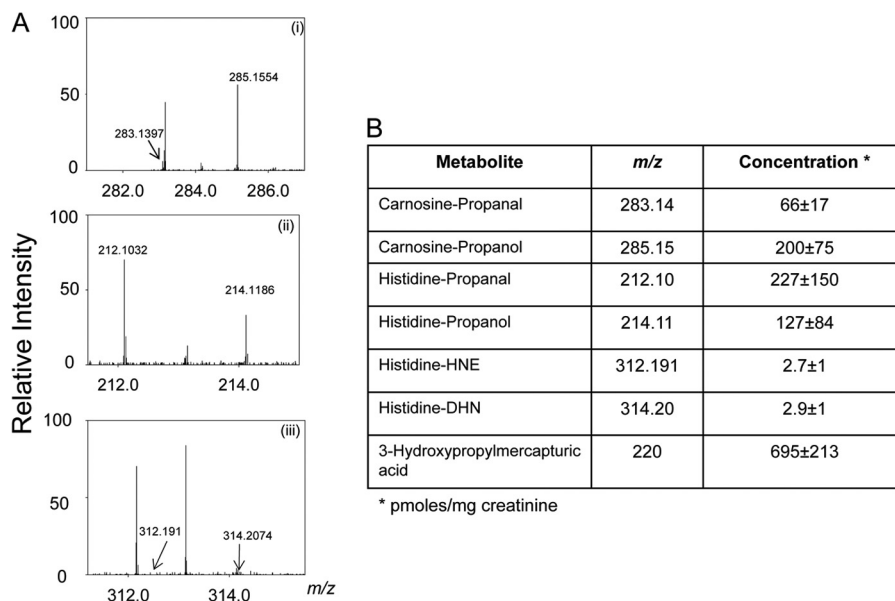 A
Relative Intensity
100
50
0
(i)
283.1397
285.1554
282.0 284.0 286.0
100
50
0
(ii)
212.1032
214.1186
212.0 214.0
100
50
0
(iii)
312.191
314.2074
312.0 314.0
m/z
B
Metabolite m/z Concentration *
Carnosine-Propanal 283.14 66±17
Carnosine-Propanol 285.15 200±75
Histidine-Propanal 212.10 227±150
Histidine-Propanol 214.11 127±84
Histidine-HNE 312.191 2.7±1
Histidine-DHN 314.20 2.9±1
3-Hydroxypropylmercapturic
acid 220 695±213
* pmoles/mg creatinine